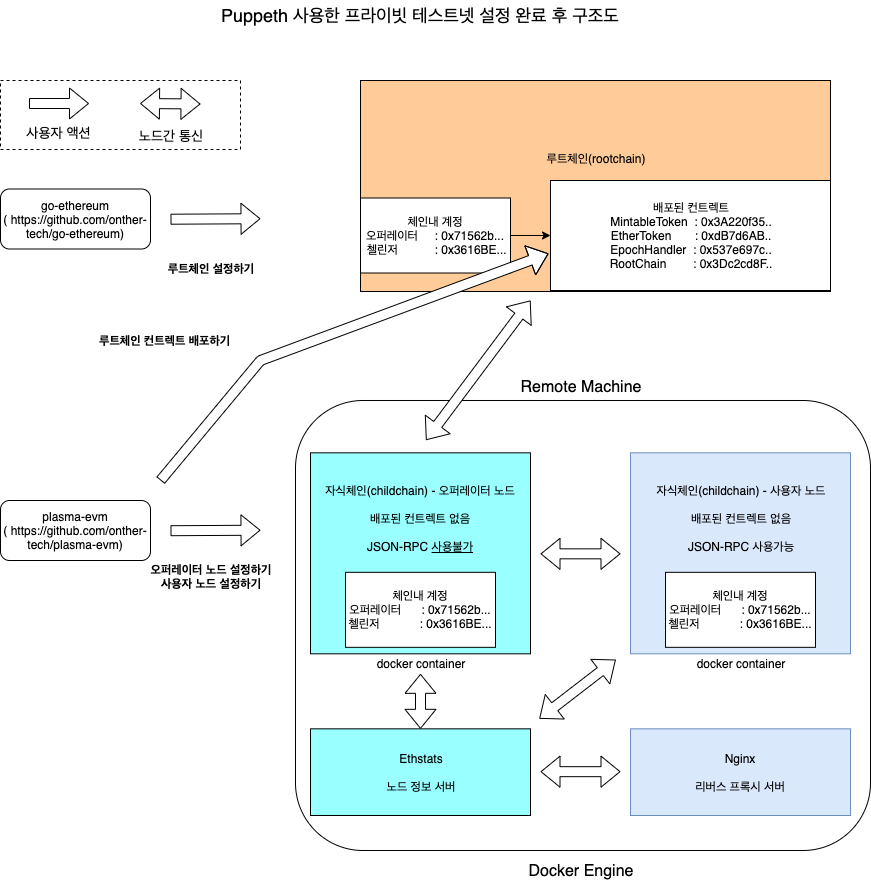 Puppeth 사용한 프라이빗 테스트넷 설정 완료 후 구조도
사용자 액션
노드간 통신
go-ethereum
( https://github.com/onther-
tech/go-ethereum)
루트체인 설정하기
루트체인(rootchain)
체인내 계정
오퍼레이터 : 0x71562b...
첼린저 : 0x3616BE...
배포된 컨트렉트
MintableToken : 0x3A220f35..
EtherToken : 0xdB7d6AB..
EpochHandler : 0x537e697c..
RootChain : 0x3Dc2cd8F..
루트체인 컨트렉트 배포하기
Remote Machine
plasma-evm
( https://github.com/onther-
tech/plasma-evm)
오퍼레이터 노드 설정하기
사용자 노드 설정하기
자식체인(childchain) - 오퍼레이터 노드
배포된 컨트렉트 없음
JSON-RPC 사용불가
체인내 계정
오퍼레이터 : 0x71562b...
첼린저 : 0x3616BE...
docker container
자식체인(childchain) - 사용자 노드
배포된 컨트렉트 없음
JSON-RPC 사용가능
체인내 계정
오퍼레이터 : 0x71562b...
첼린저 : 0x3616BE...
docker container
Ethstats
노드 정보 서버
Nginx
리버스 프록시 서버
Docker Engine